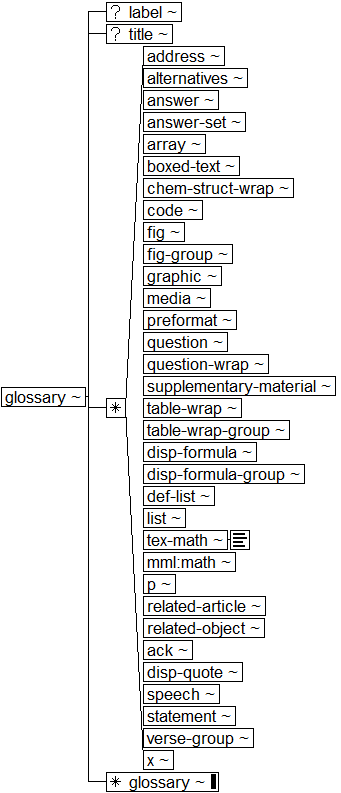 ? label ~
? title ~
address ~
alternatives ~
answer ~
answer-set ~
array ~
boxed-text ~
chem-struct-wrap ~
code ~
fig ~
fig-group ~
graphic ~
media ~
preformat ~
question ~
question-wrap ~
supplementary-material ~
glossary ~
* table-wrap ~
table-wrap-group ~
disp-formula ~
disp-formula-group ~
def-list ~
list ~
tex-math ~
mml:math ~
p ~
related-article ~
related-object ~
ack ~
disp-quote ~
speech ~
statement ~
verse-group ~
x ~
* glossary ~